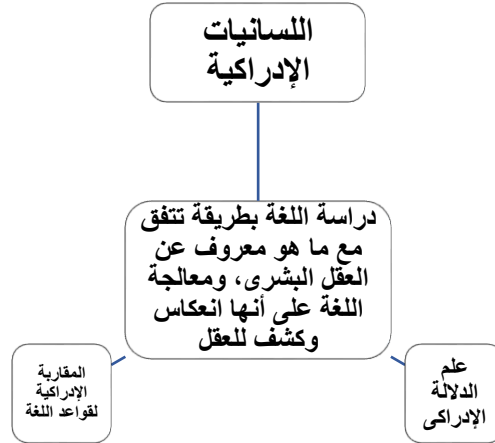 اللسانيات
الإدراكية
دراسة اللغة بطريقة تتفق
مع ما هو معروف عن
العقل البشرى، ومعالجة
اللغة على أنها انعكاس
وكشف للعقل
علم
الدلالة
الإدراكى
المقاربة
الإدراكية
لقواعد اللغة